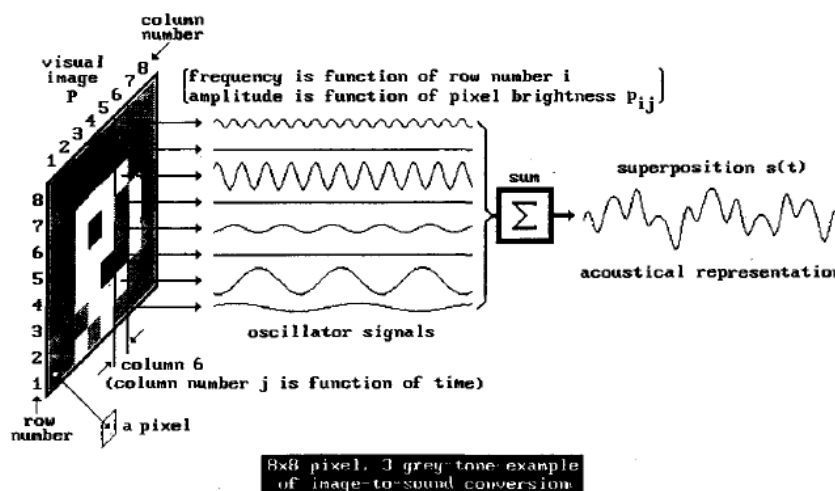 column
number
visual
image
P
1 2 3 4 5 6 7 8
8
7
6
5
4
3
2
1
row
number
a pixel
(frequency is function of row number i
amplitude is function of pixel brightness pij)
sum
Σ
superposition s(t)
acoustical representation
oscillator signals
column 6
(column number j is function of time)
8x8 pixel, 3 grey-tone example
of image-to-sound conversion